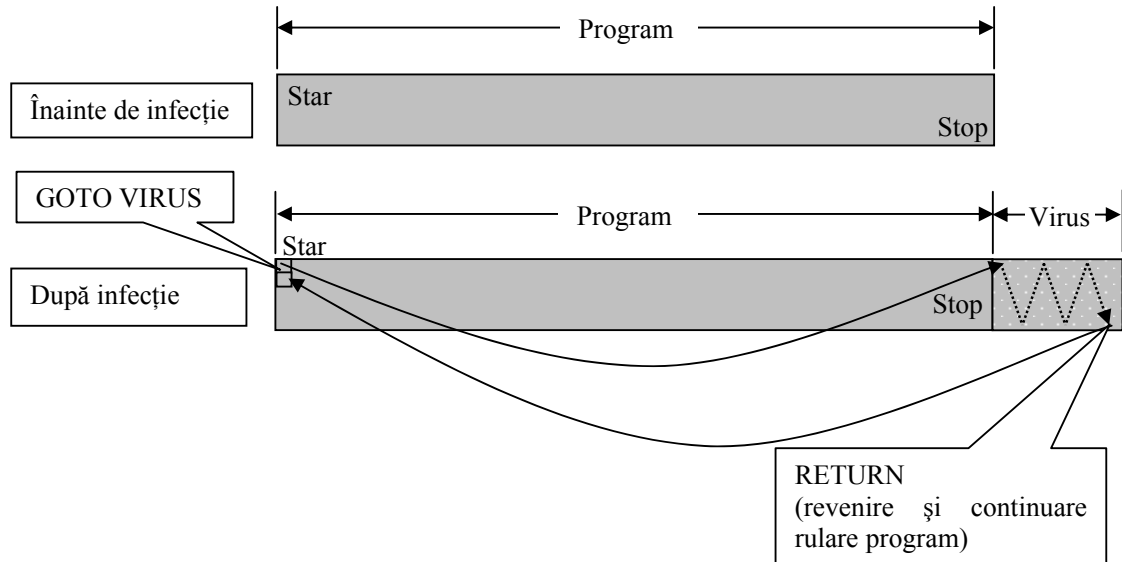 Program
Înainte de infecție
Star
Stop
GOTO VIRUS
Program
Virus
Star
După infecție
Stop
RETURN
(revenire şi continuare
rulare program)